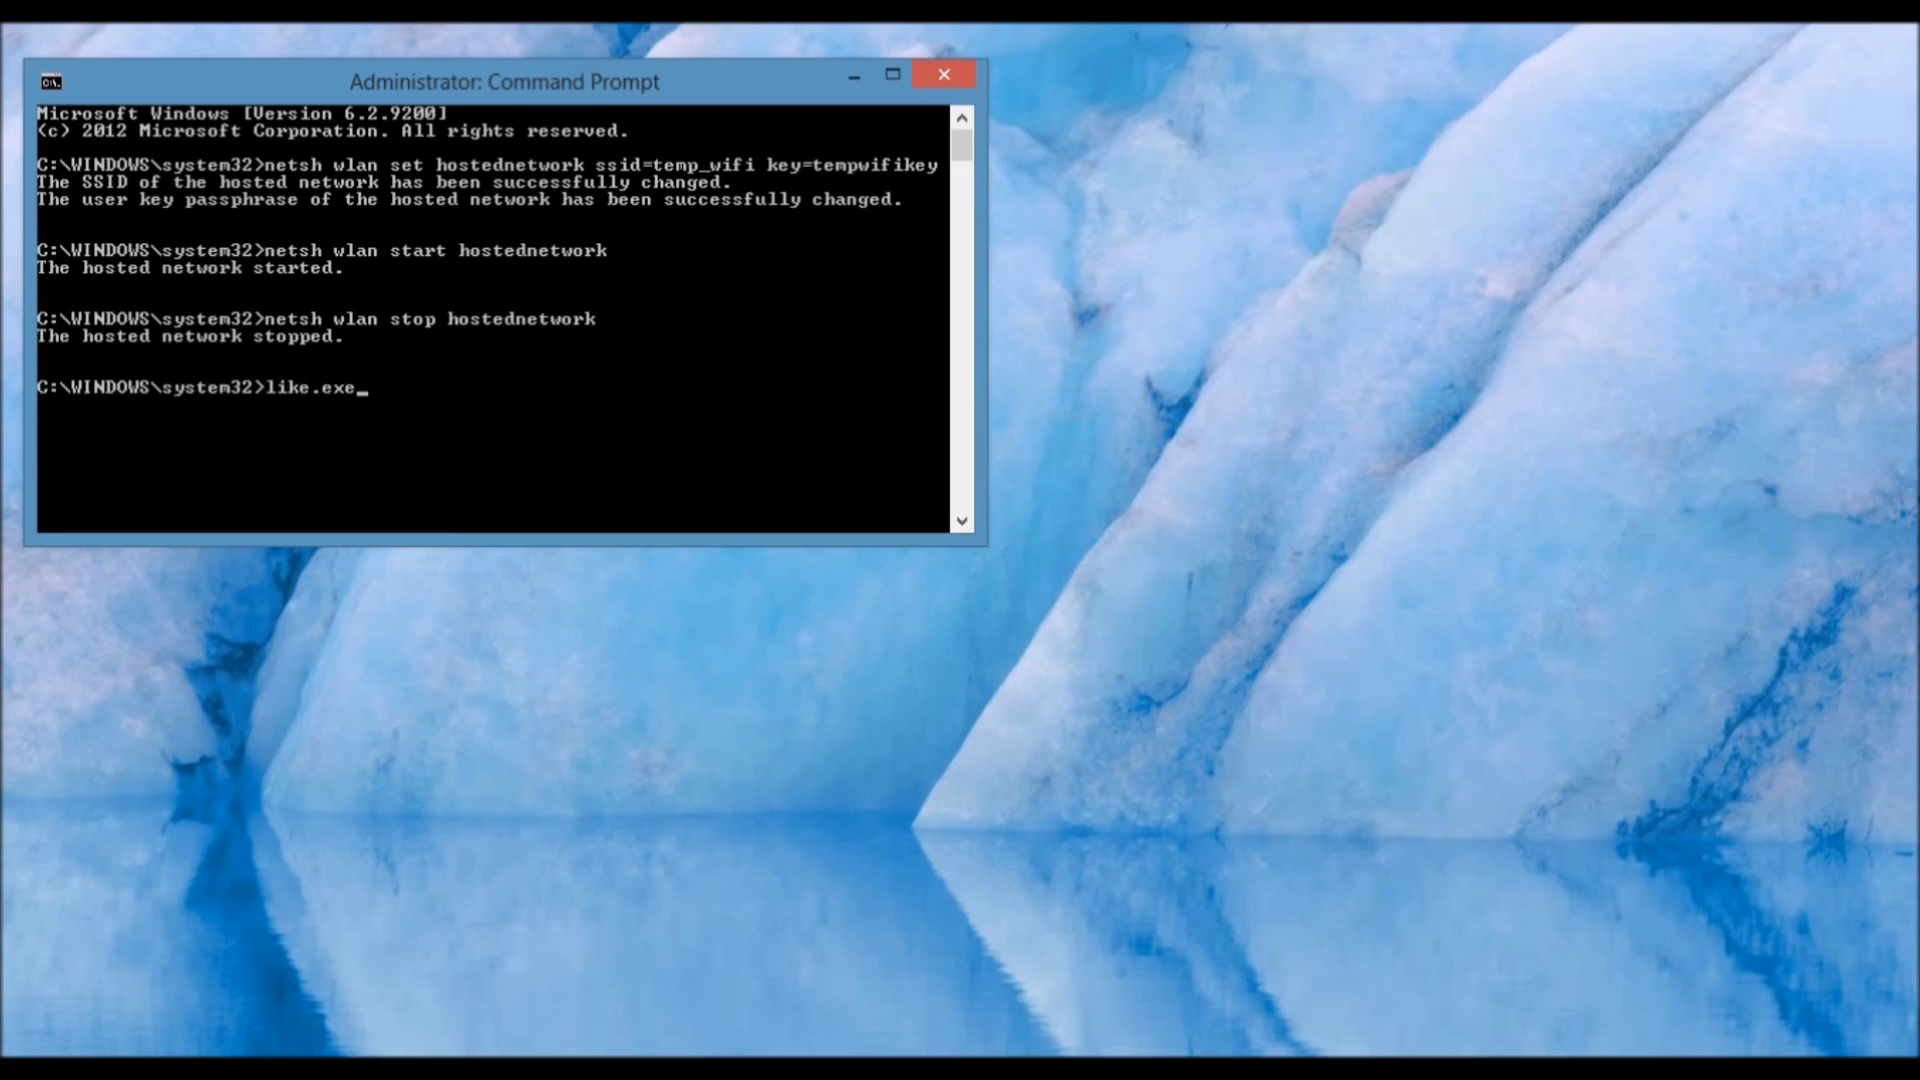 Administrator: Command Prompt
Microsoft Windows [Version 6.2.9200]
(c) 2012 Microsoft Corporation. All rights reserved.
C:\WINDOWS\system32>netsh wlan set hostednetwork ssid=temp_wifi key=tempwifikey
The SSID of the hosted network has been successfully changed.
The user key passphrase of the hosted network has been successfully changed.
C:\WINDOWS\system32>netsh wlan start hostednetwork
The hosted network started.
C:\WINDOWS\system32>netsh wlan stop hostednetwork
The hosted network stopped.
C:\WINDOWS\system32>like.exe_